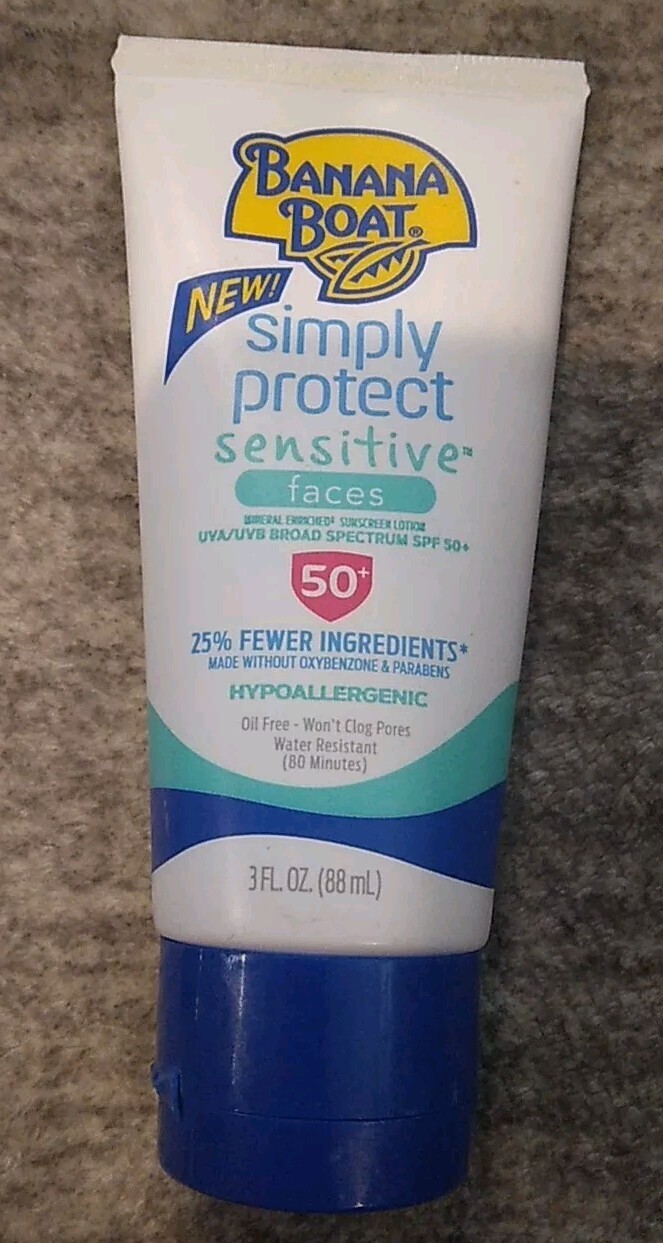 BANANA
BOAT®
NEW!
simply
protect
sensitive™
faces
MINERAL ENRICHED‡ SUNSCREEN LOTION
UVA/UVB BROAD SPECTRUM SPF 50+
50+
25% FEWER INGREDIENTS*
MADE WITHOUT OXYBENZONE & PARABENS
HYPOALLERGENIC
Oil Free - Won't Clog Pores
Water Resistant
(80 Minutes)
3 FL. OZ. (88 mL)